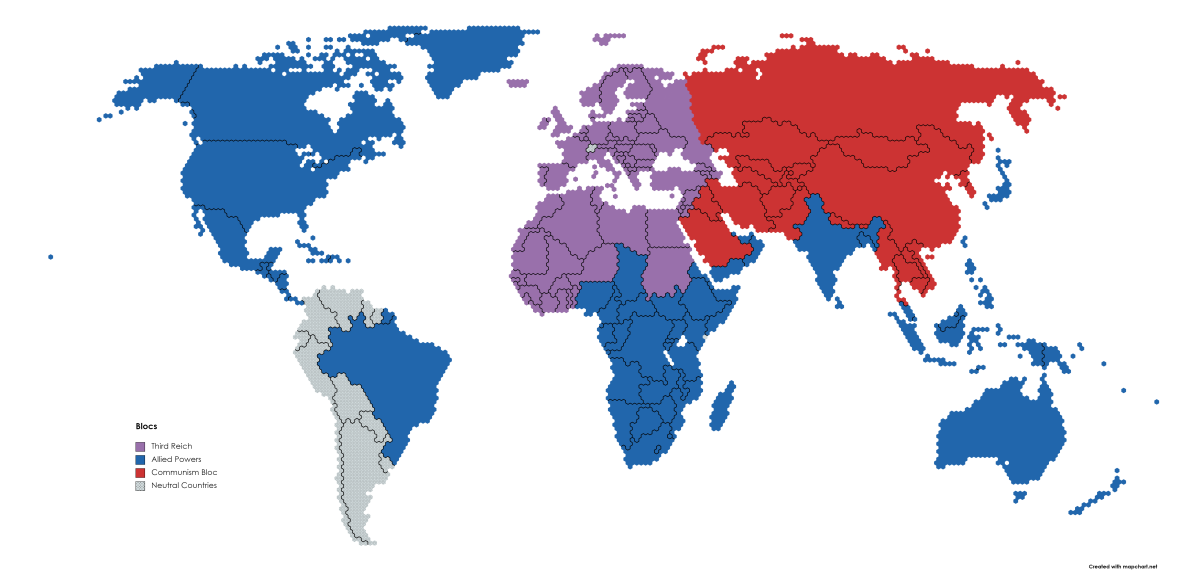 Blocs
Third Reich
Allied Powers
Communism Bloc
Neutral Countries
Created with mapchart.net